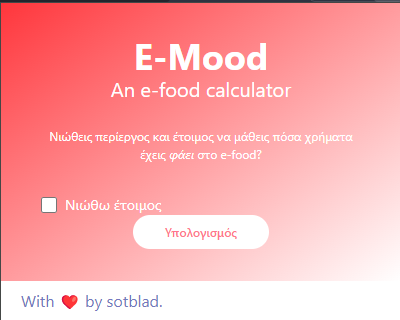 E-Mood
An e-food calculator
Νιώθεις περίεργος και έτοιμος να μάθεις πόσα χρήματα
έχεις φάει στο e-food?
Νιώθω έτοιμος
Υπολογισμός
With ❤️ by sotblad.